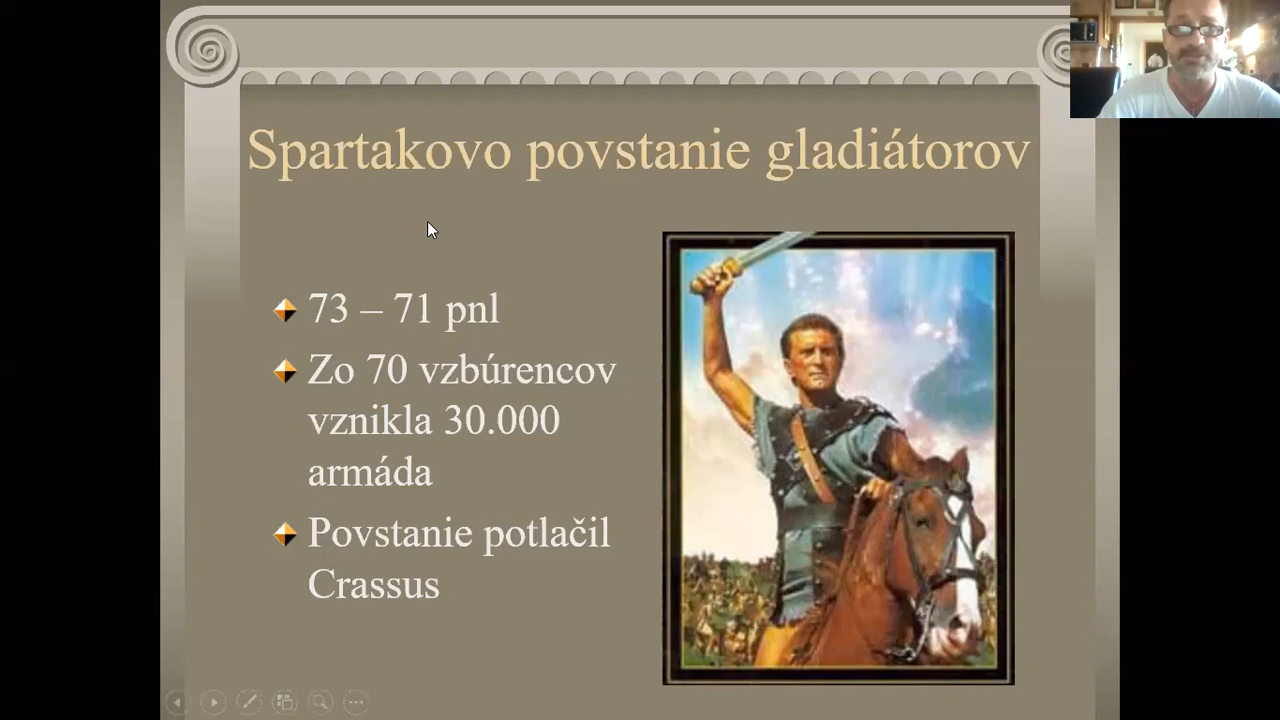 Spartakovo povstanie gladiátorov
73 – 71 pnl
Zo 70 vzbúrencov
vznikla 30.000
armáda
Povstanie potlačil
Crassus